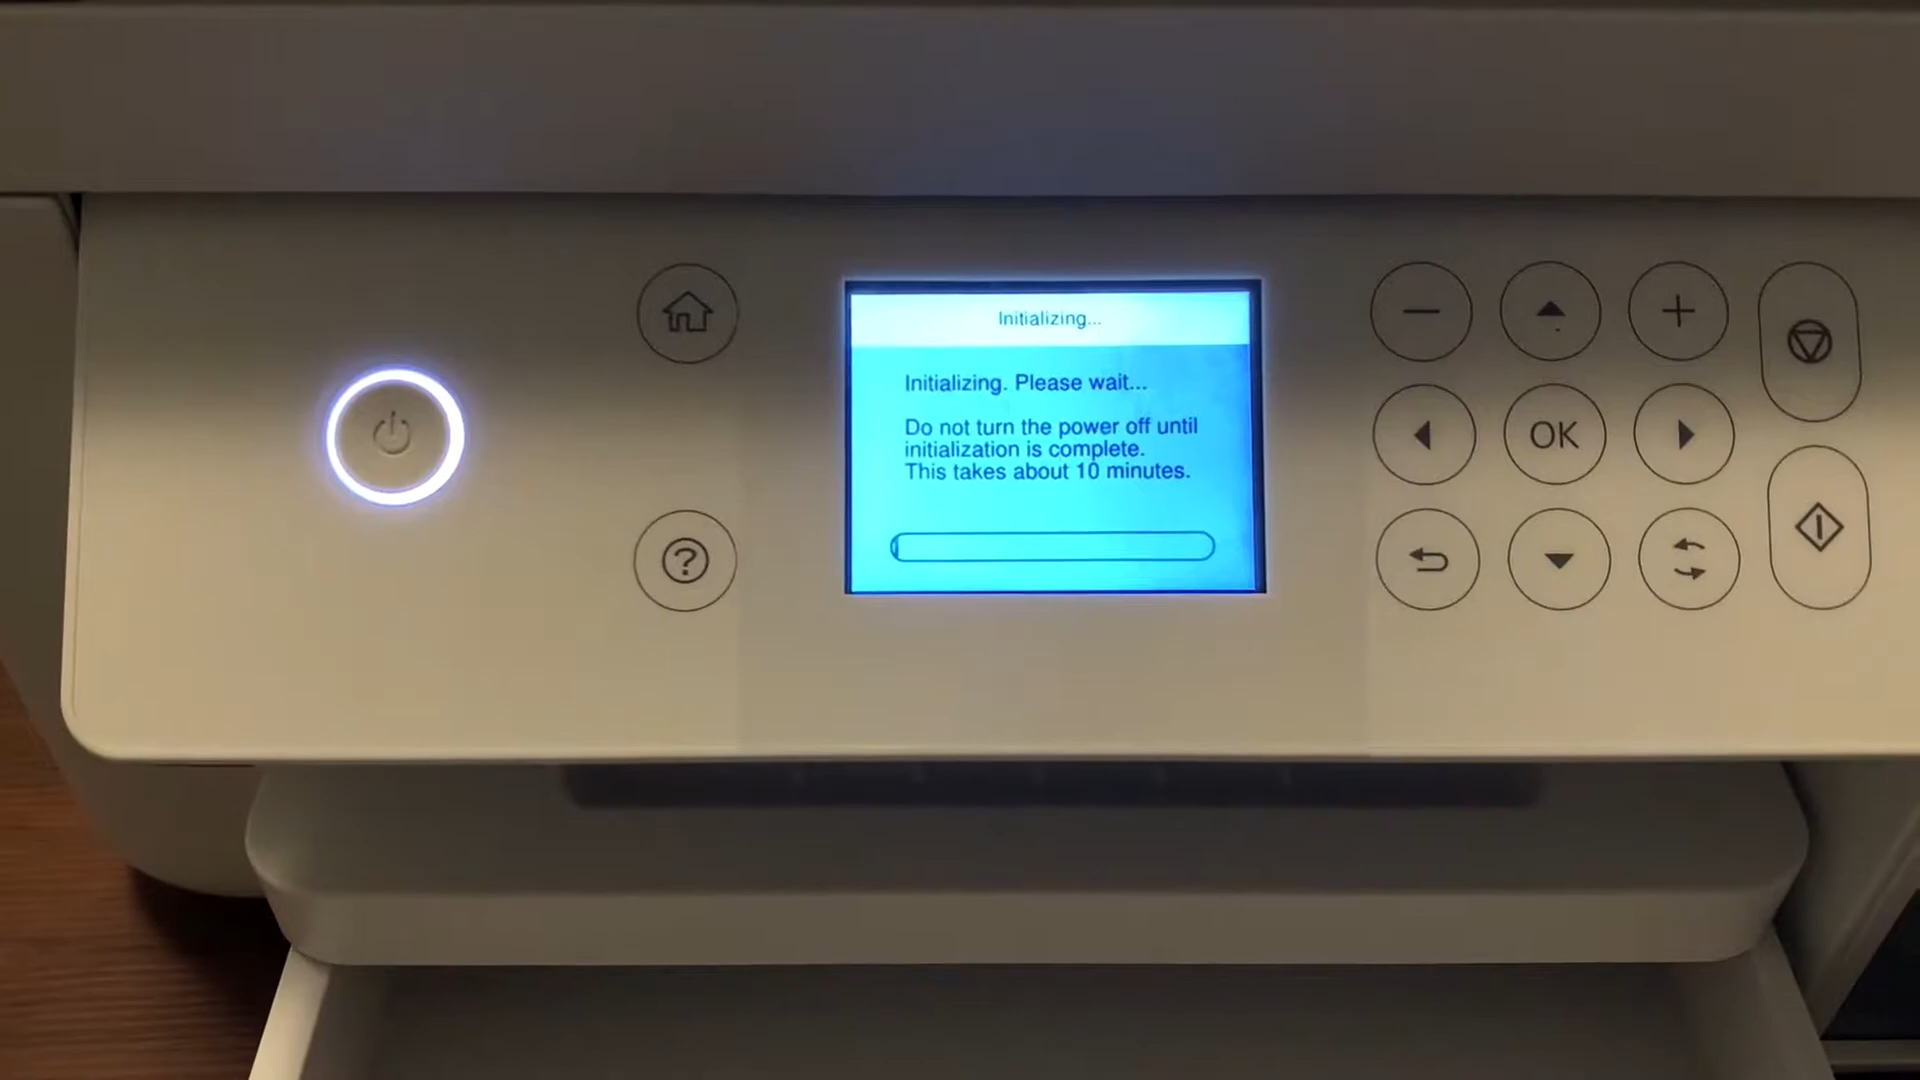 Initializing...
Initializing. Please wait...
Do not turn the power off until
initialization is complete.
This takes about 10 minutes.
OK
?